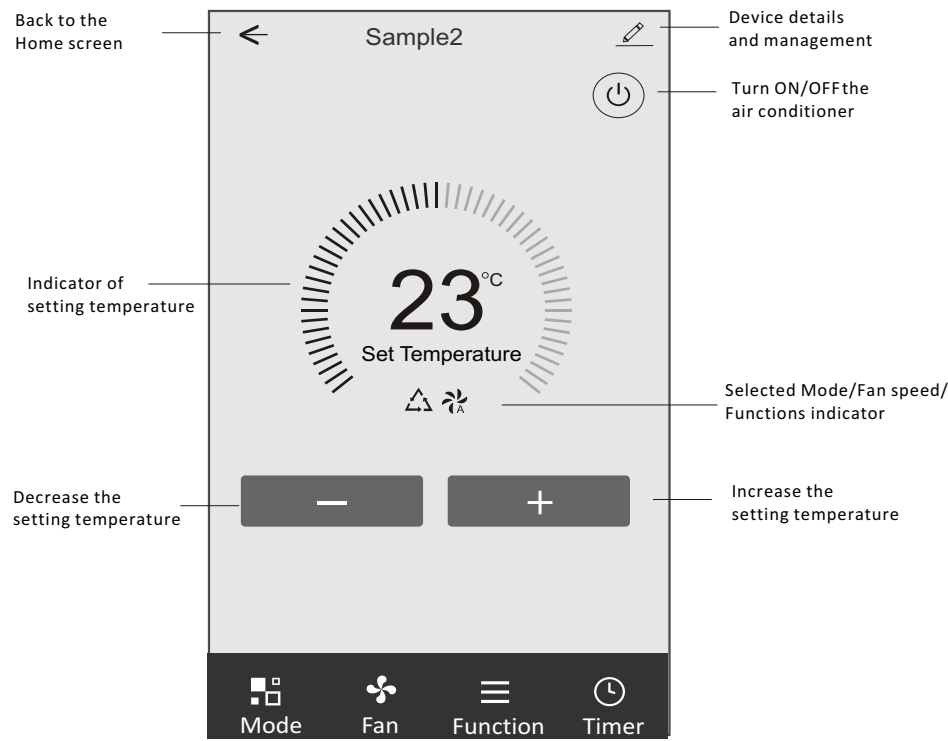 Back to the
Home screen
Sample2
Device details
and management
Turn ON/OFFthe
air conditioner
Indicator of
setting temperature
23°C
Set Temperature
A
Selected Mode/Fan speed/
Functions indicator
Decrease the
setting temperature
−
+
Increase the
setting temperature
Mode
Fan
Function
Timer